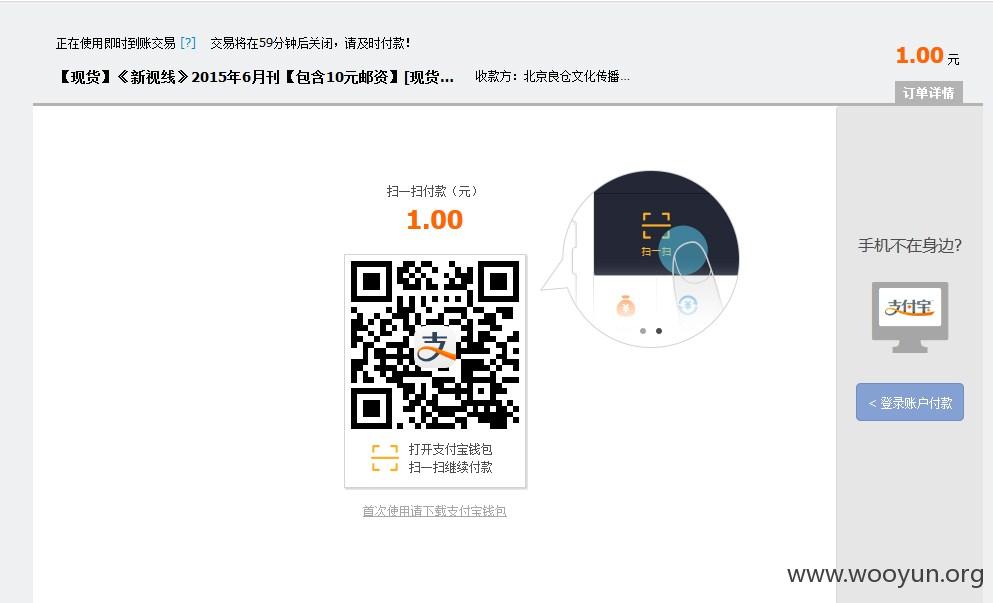 正在使用即时到账交易 [?] 交易将在59分钟后关闭，请及时付款！
1.00 元
【现货】《新视线》2015年6月刊【包含10元邮资】[现货... 收款方：北京良仓文化传播...
订单详情
扫一扫付款（元）
1.00
扫一扫
手机不在身边?
支付宝
支
< 登录账户付款
打开支付宝钱包
扫一扫继续付款
首次使用请下载支付宝钱包
www.wooyun.org